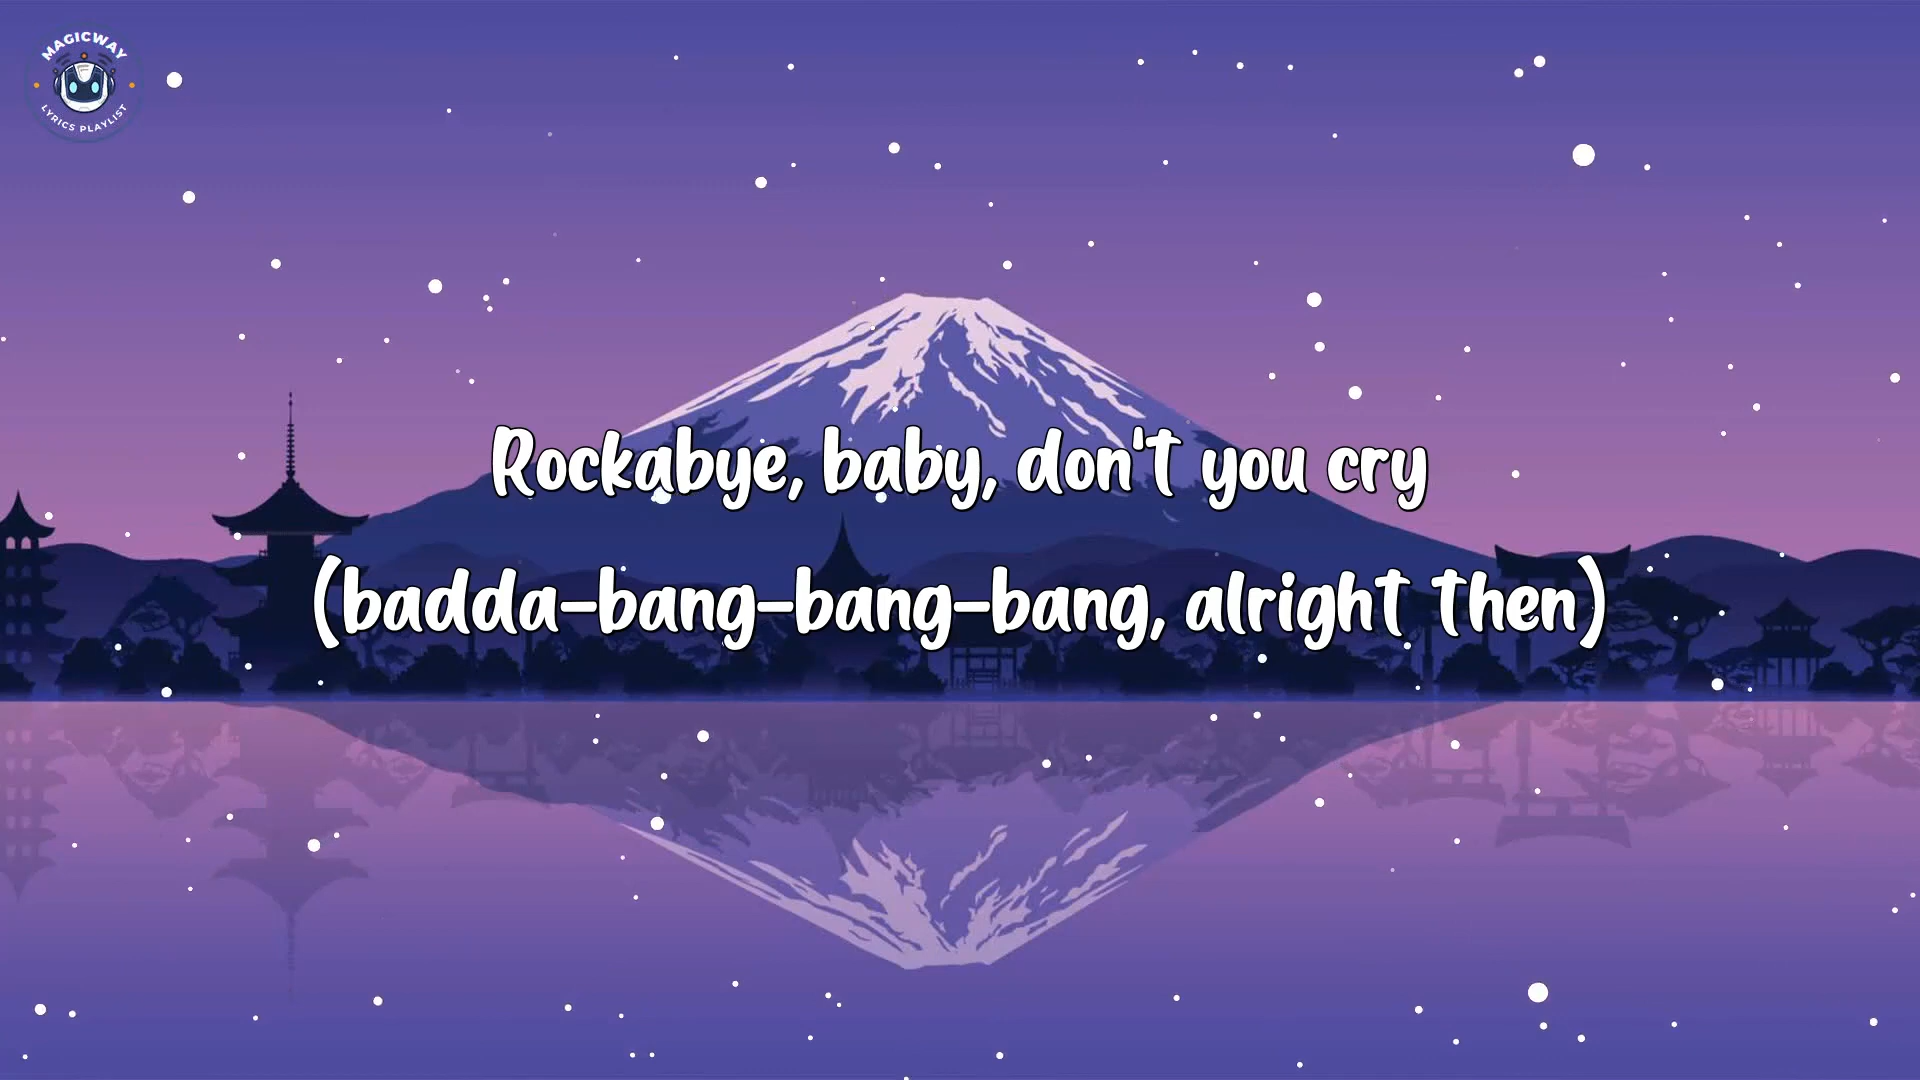 MAGICWAY
LYRICS PLAYLIST
Rockabye, baby, don't you cry
(badda-bang-bang-bang, alright then)